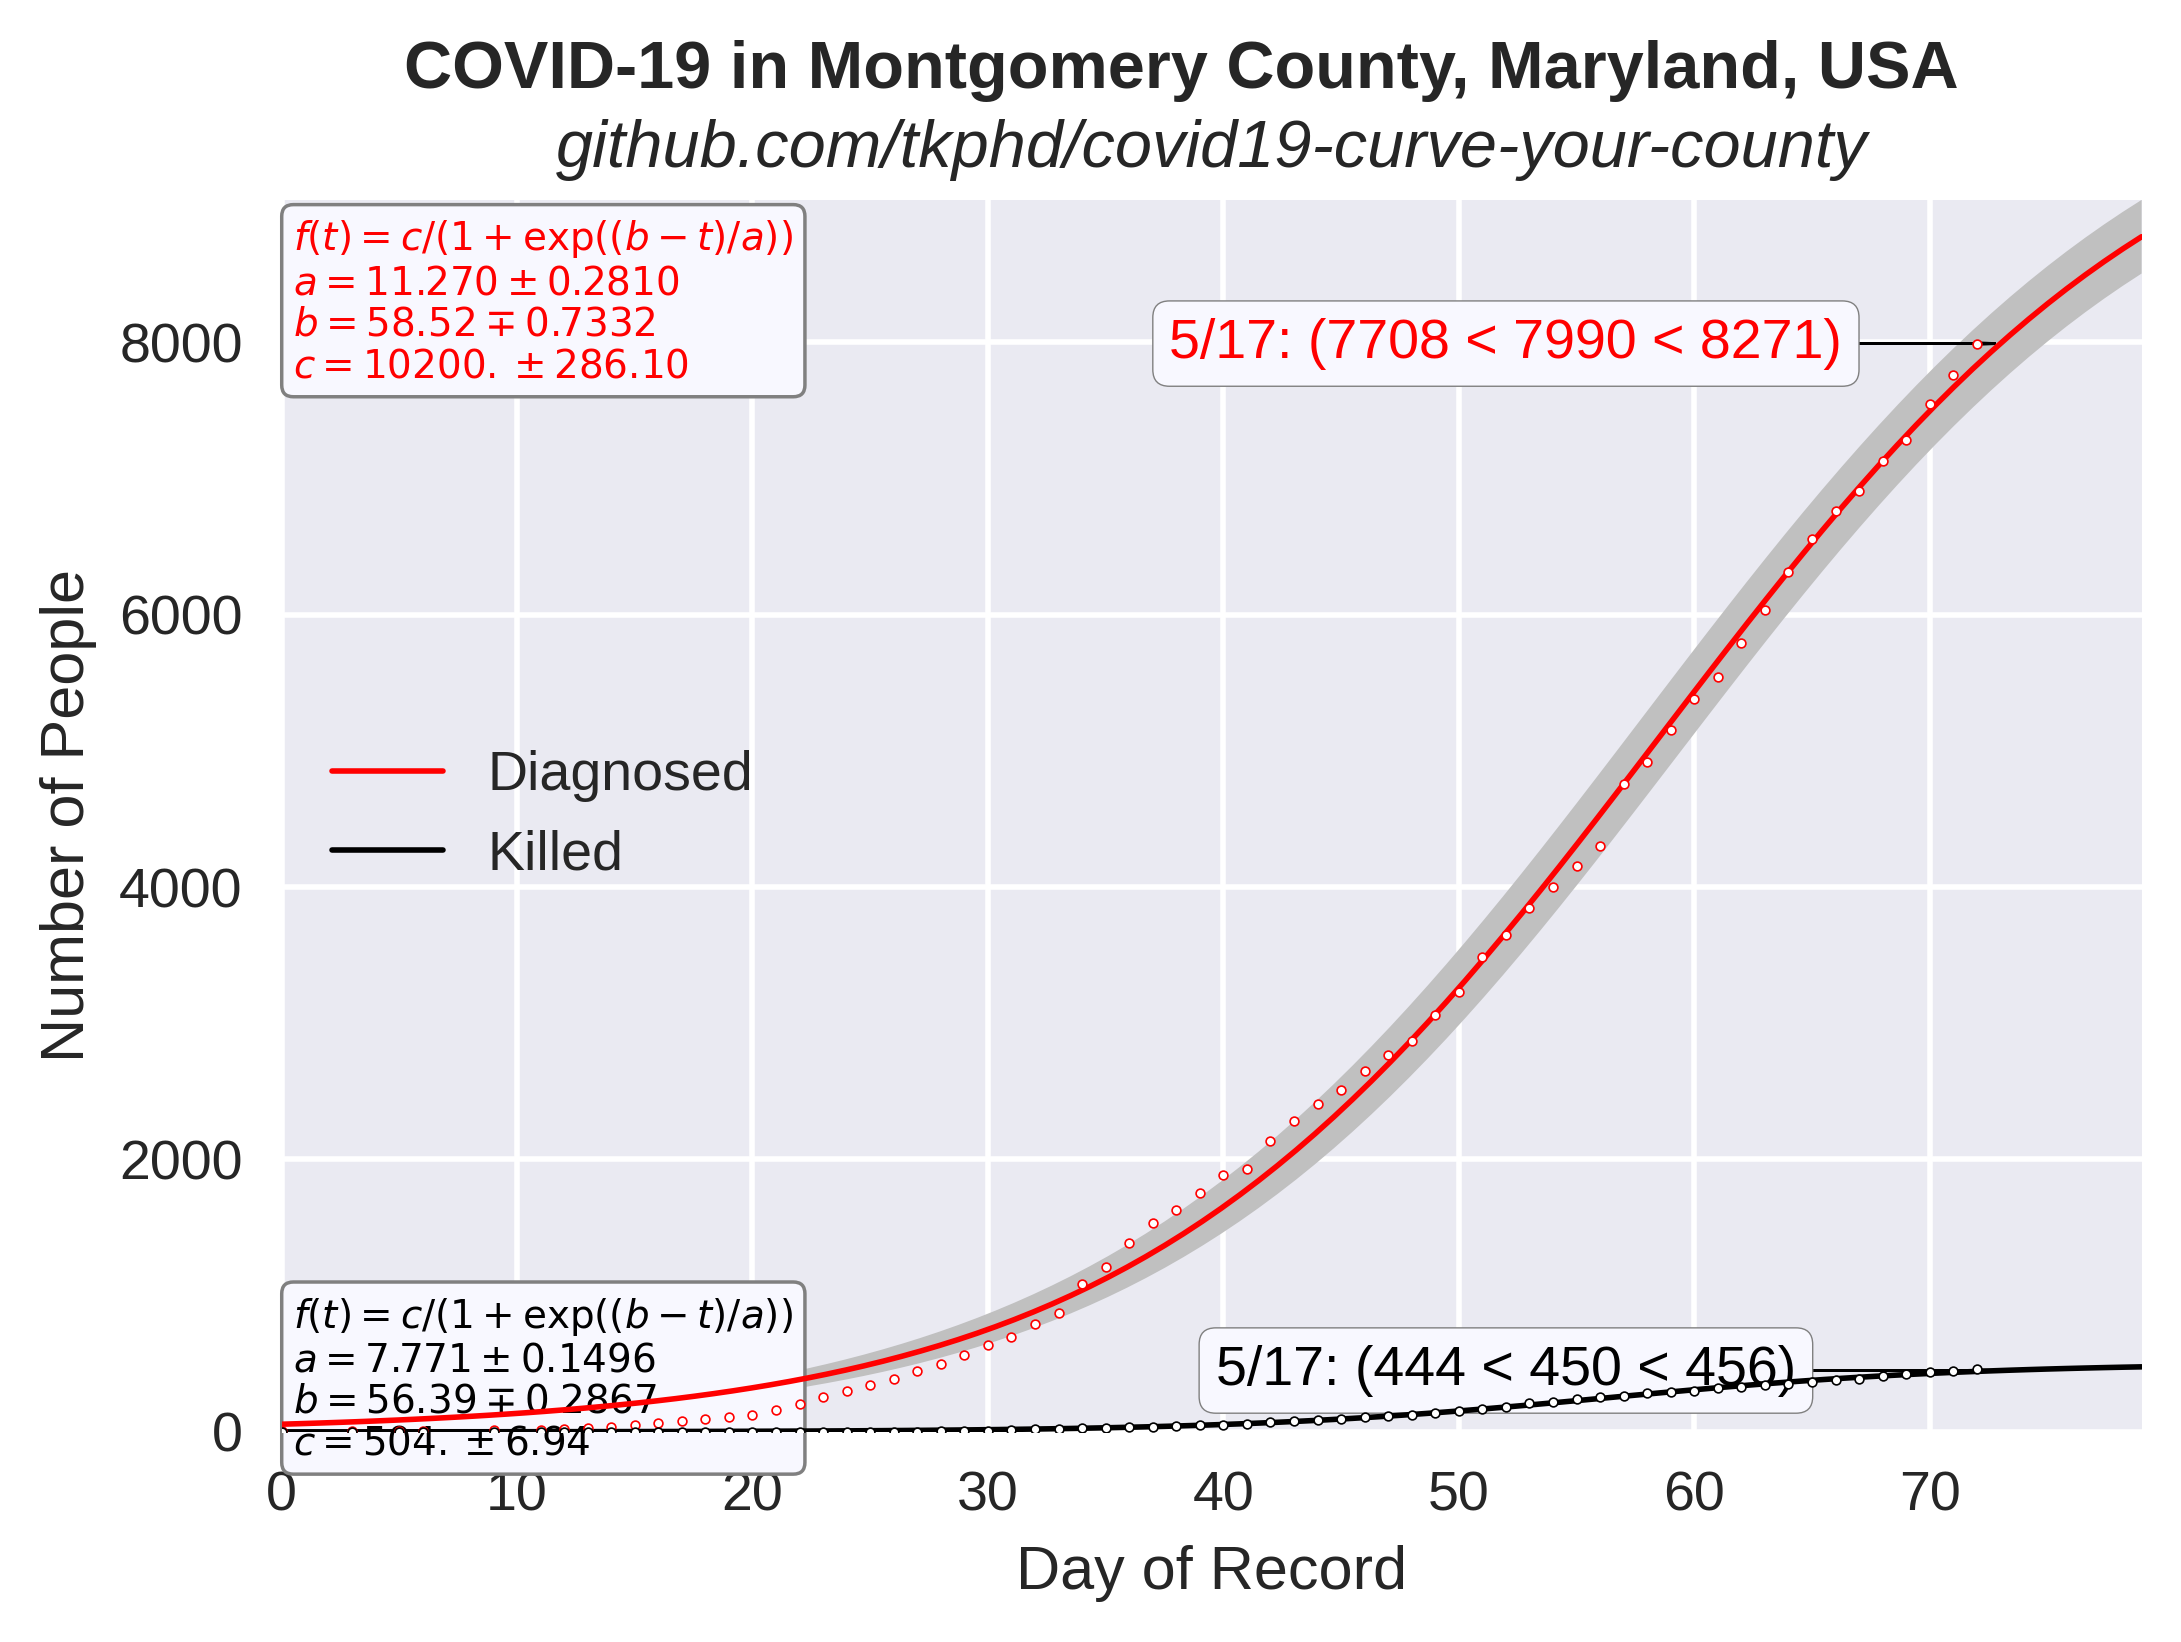 COVID-19 in Montgomery County, Maryland, USA
github.com/tkphd/covid19-curve-your-county
f(t) = c/(1 + exp((b − t)/a))
a = 11.270 ± 0.2810
b = 58.52 ∓ 0.7332
c = 10200. ± 286.10
5/17: (7708 < 7990 < 8271)
8000
6000
4000
2000
0
Number of People
Diagnosed
Killed
f(t) = c/(1 + exp((b − t)/a))
a = 7.771 ± 0.1496
b = 56.39 ∓ 0.2867
c = 504. ± 6.94
5/17: (444 < 450 < 456)
0 10 20 30 40 50 60 70
Day of Record